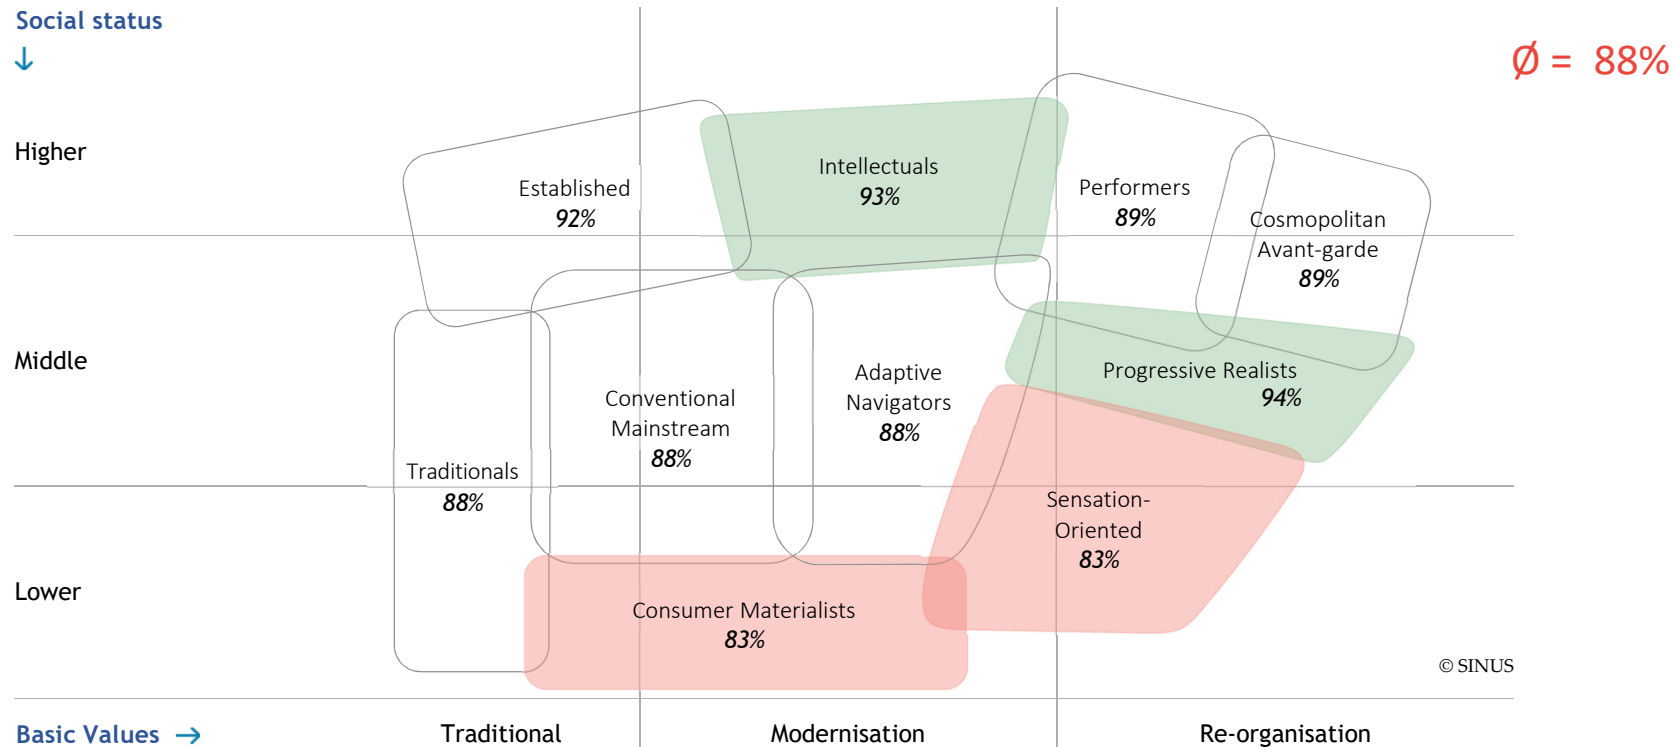 Social status
↓
Ø = 88%
Higher
Established
92%
Intellectuals
93%
Performers
89%
Cosmopolitan
Avant-garde
89%
Middle
Traditionals
88%
Conventional
Mainstream
88%
Adaptive
Navigators
88%
Progressive Realists
94%
Sensation-
Oriented
83%
Lower
Consumer Materialists
83%
© SINUS
Basic Values →
Traditional
Modernisation
Re-organisation